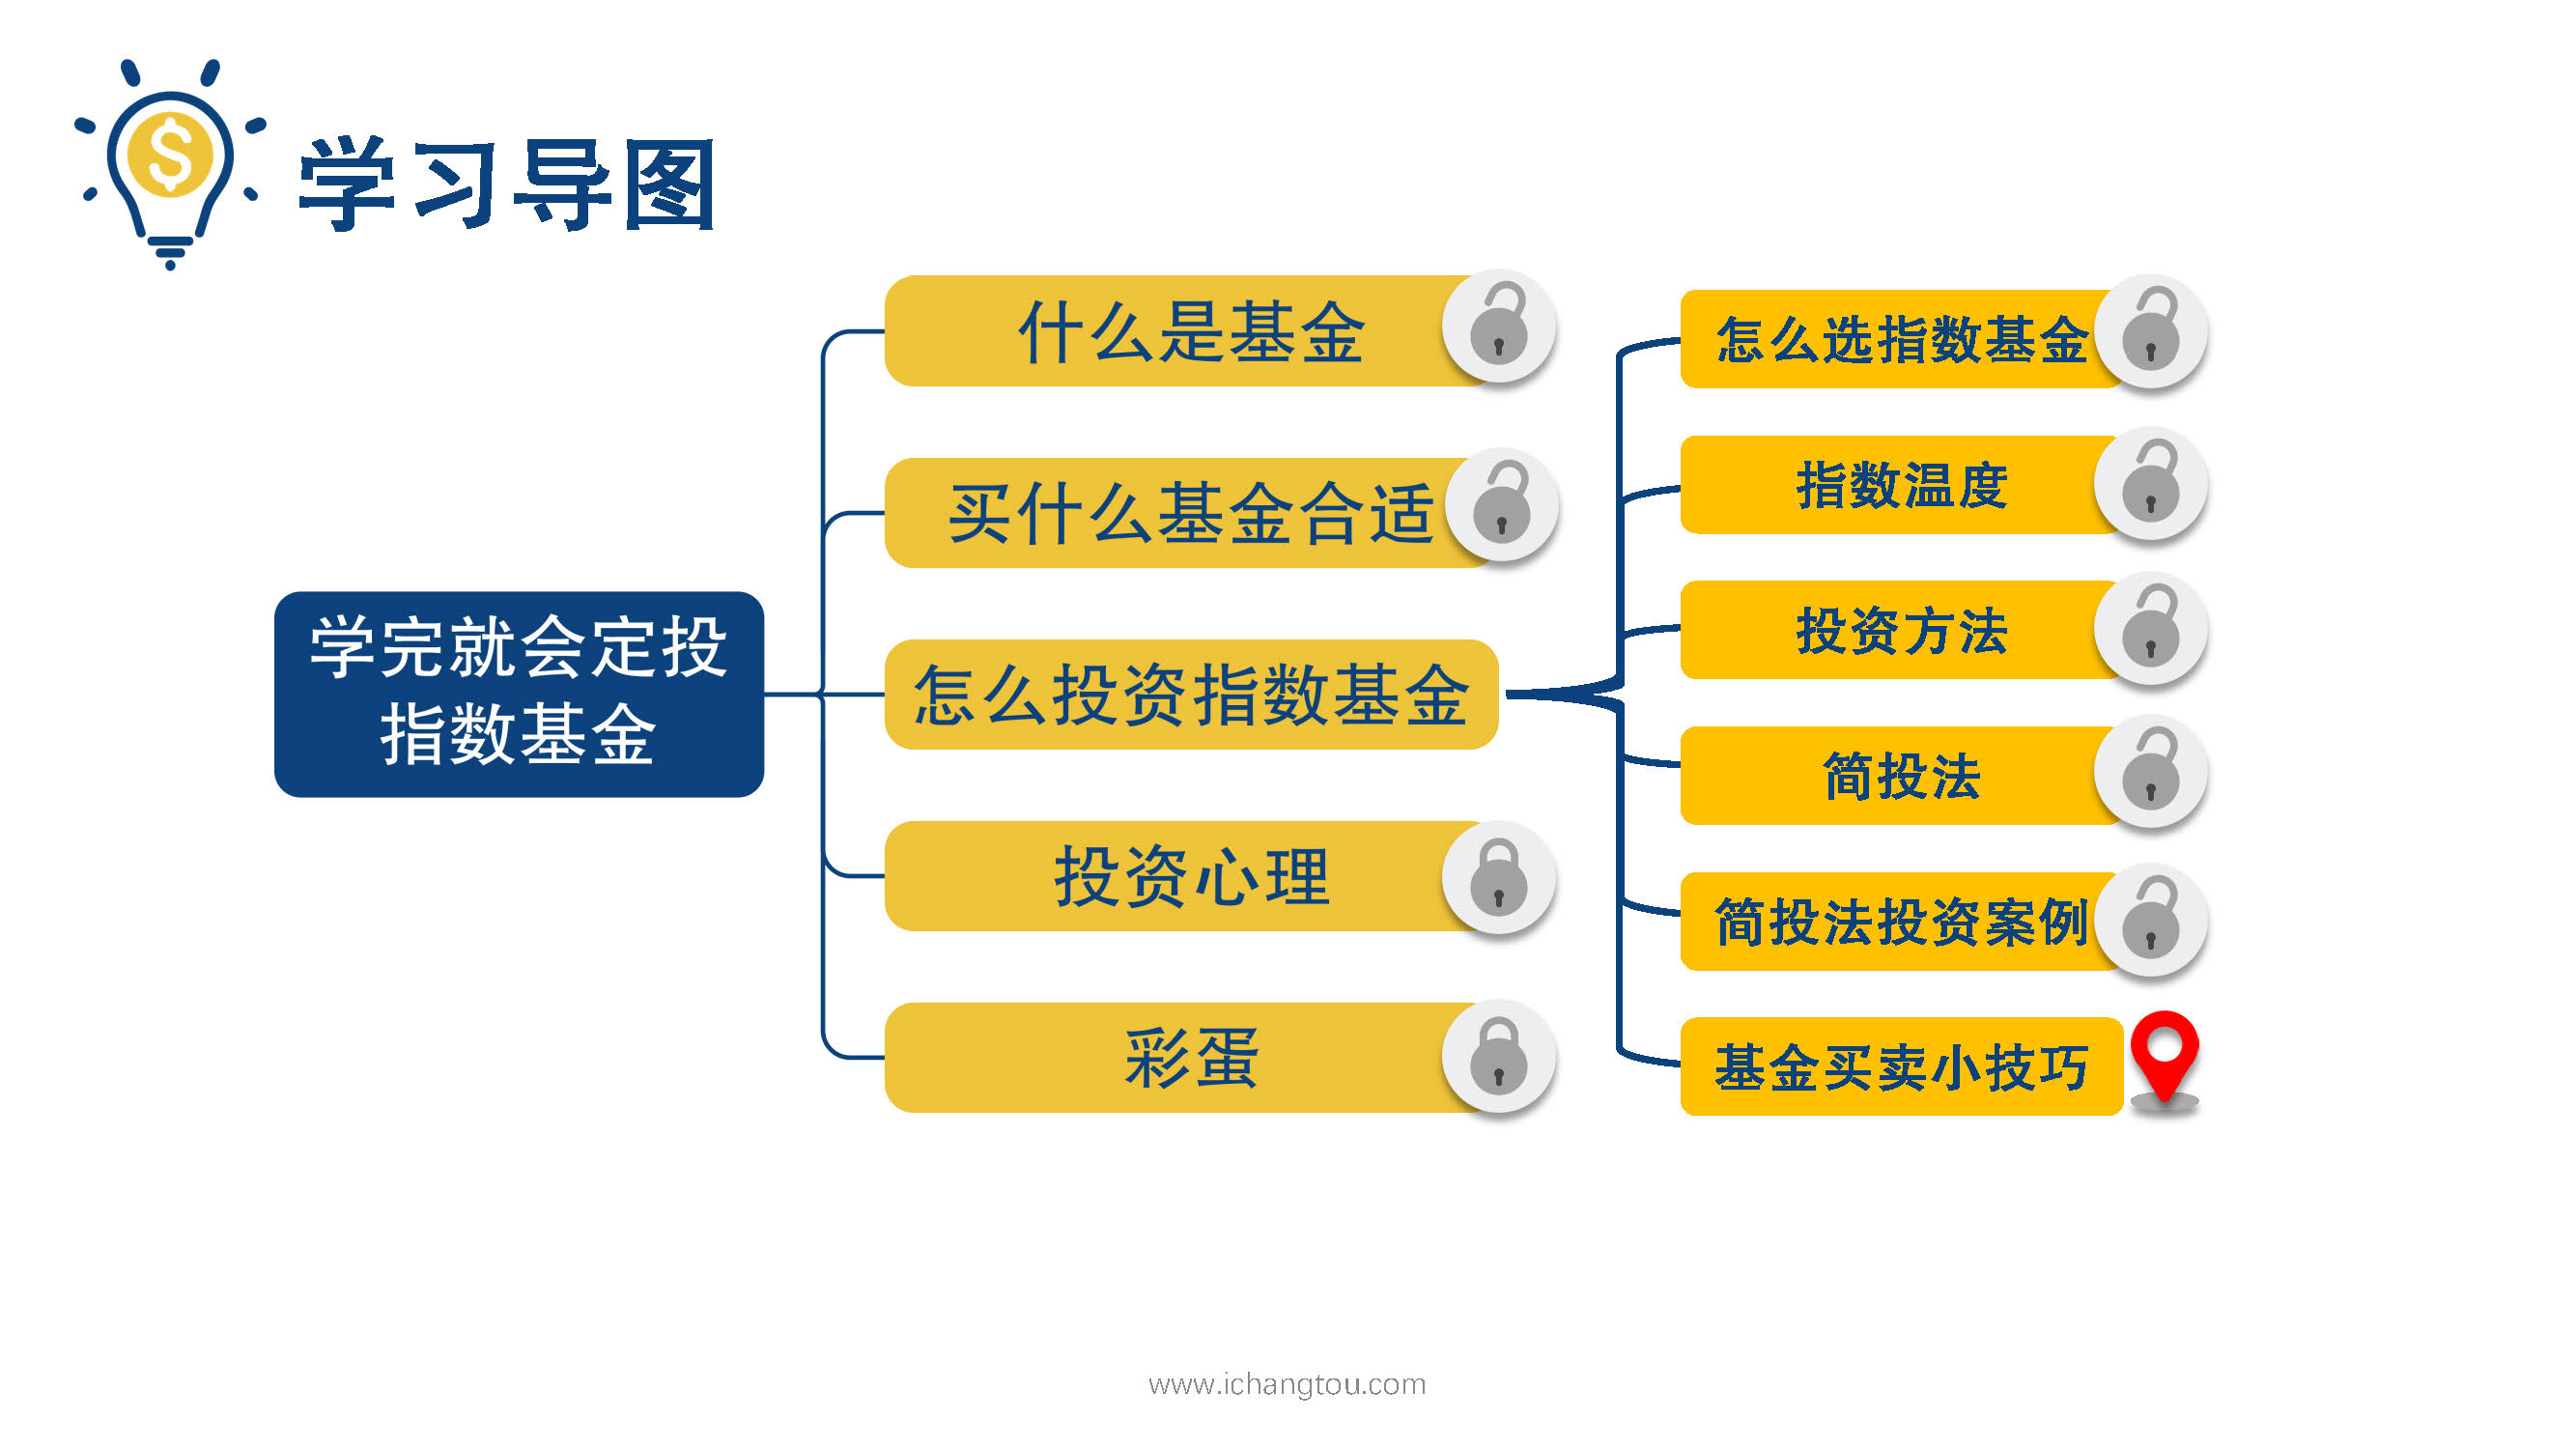 学习导图
学完就会定投
指数基金
什么是基金
买什么基金合适
怎么投资指数基金
投资心理
彩蛋
怎么选指数基金
指数温度
投资方法
简投法
简投法投资案例
基金买卖小技巧
www.ichangtou.com